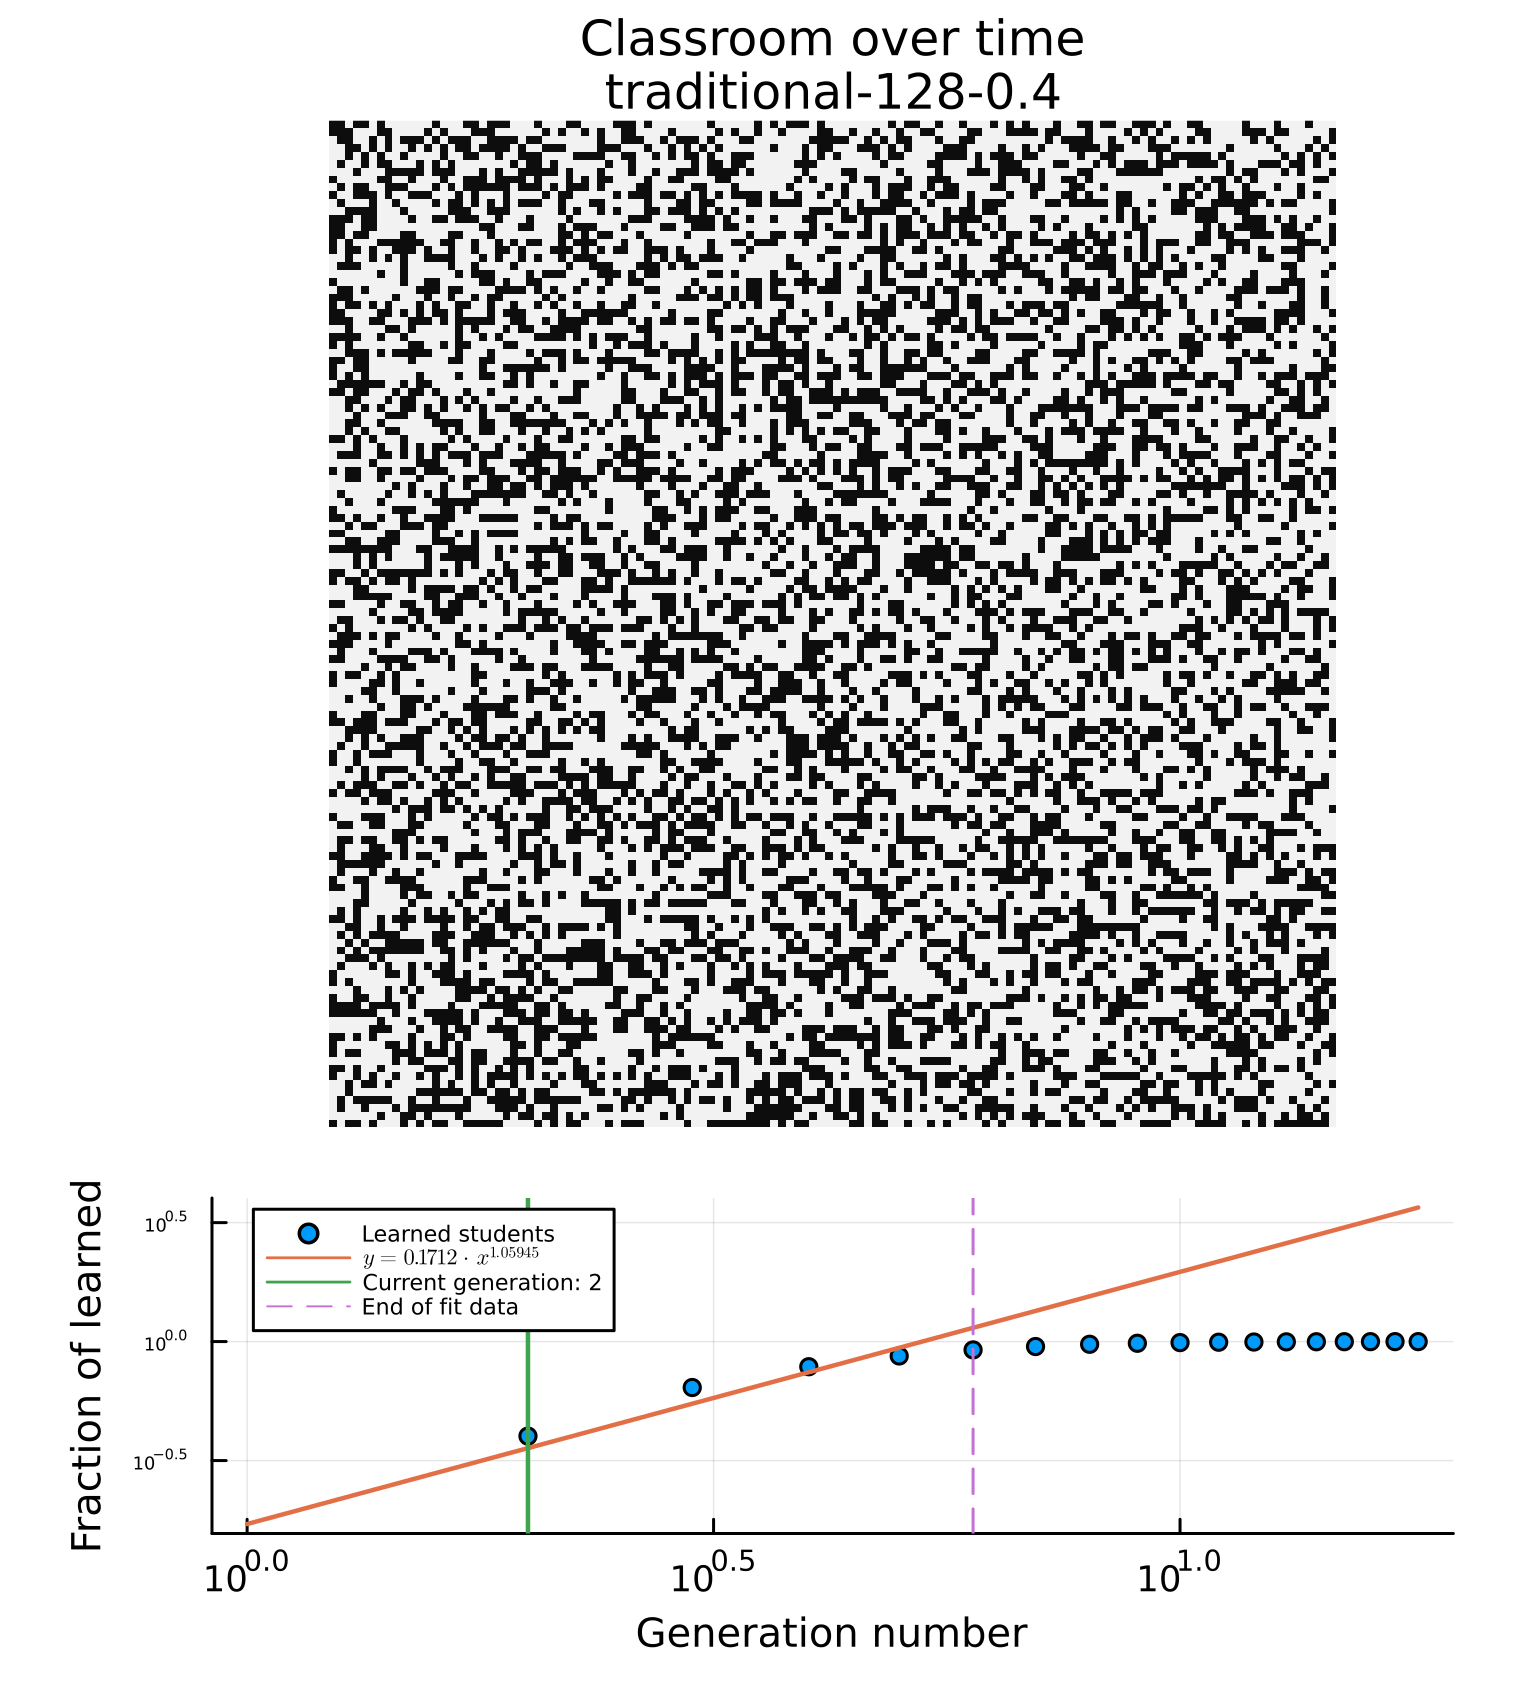 Classroom over time
traditional-128-0.4
Fraction of learned
10^0.5
10^0.0
10^−0.5
Learned students
y = 0.1712 · x^1.05945
Current generation: 2
End of fit data
10^0.0 10^0.5 10^1.0
Generation number